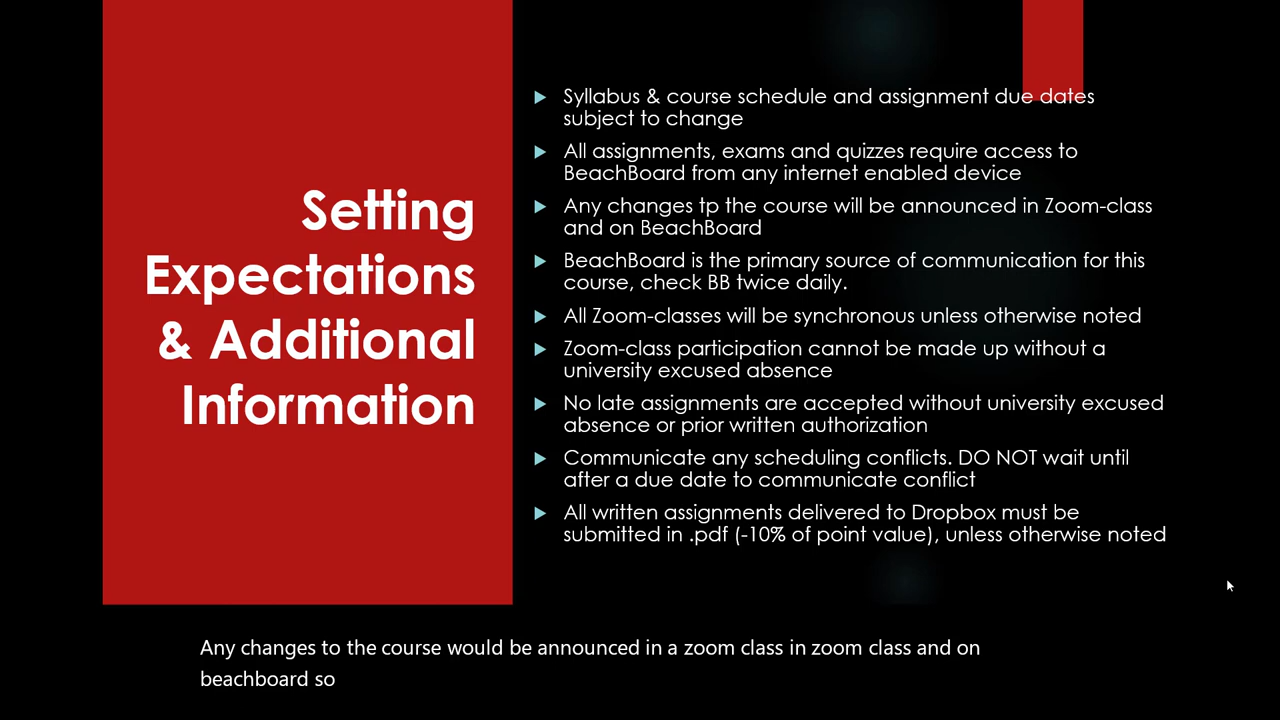 Setting
Expectations
& Additional
Information
Syllabus & course schedule and assignment due dates
subject to change
All assignments, exams and quizzes require access to
BeachBoard from any internet enabled device
Any changes tp the course will be announced in Zoom-class
and on BeachBoard
BeachBoard is the primary source of communication for this
course, check BB twice daily.
All Zoom-classes will be synchronous unless otherwise noted
Zoom-class participation cannot be made up without a
university excused absence
No late assignments are accepted without university excused
absence or prior written authorization
Communicate any scheduling conflicts. DO NOT wait until
after a due date to communicate conflict
All written assignments delivered to Dropbox must be
submitted in .pdf (-10% of point value), unless otherwise noted
Any changes to the course would be announced in a zoom class in zoom class and on
beachboard so